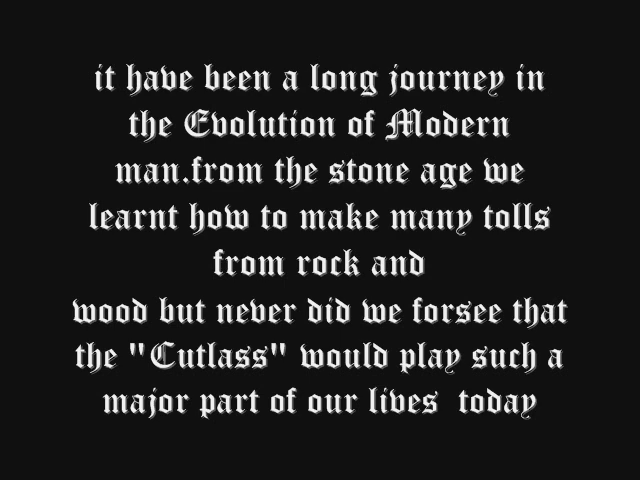 it have been a long journey in
the Evolution of Modern
man.from the stone age we
learnt how to make many tolls
from rock and
wood but never did we forsee that
the "Cutlass" would play such a
major part of our lives  today